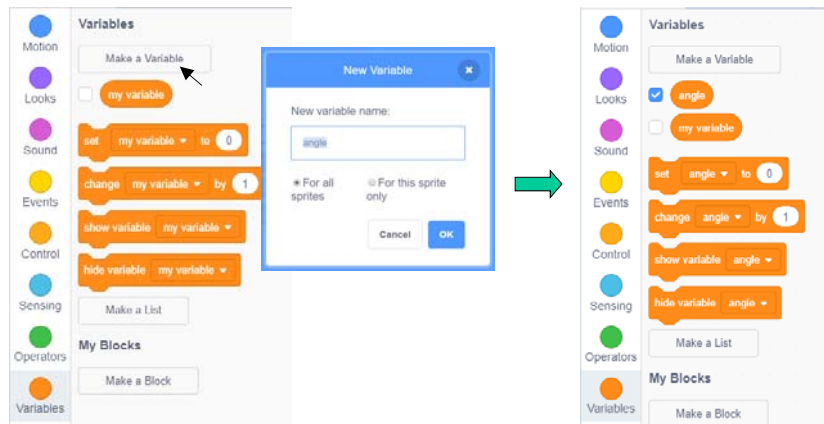 Variables
Motion
Make a Variable
Looks
my variable
Sound
set my variable to 0
Events
change my variable by 1
show variable my variable
Control
hide variable my variable
Sensing
Make a List
Operators
My Blocks
Make a Block
Variables
New Variable
New variable name:
angle
For all sprites
For this sprite only
Cancel OK
Variables
Motion
Make a Variable
Looks
angle
my variable
Sound
set angle to 0
Events
change angle by 1
Control
show variable angle
Sensing
hide variable angle
Make a List
Operators
My Blocks
Variables
Make a Block